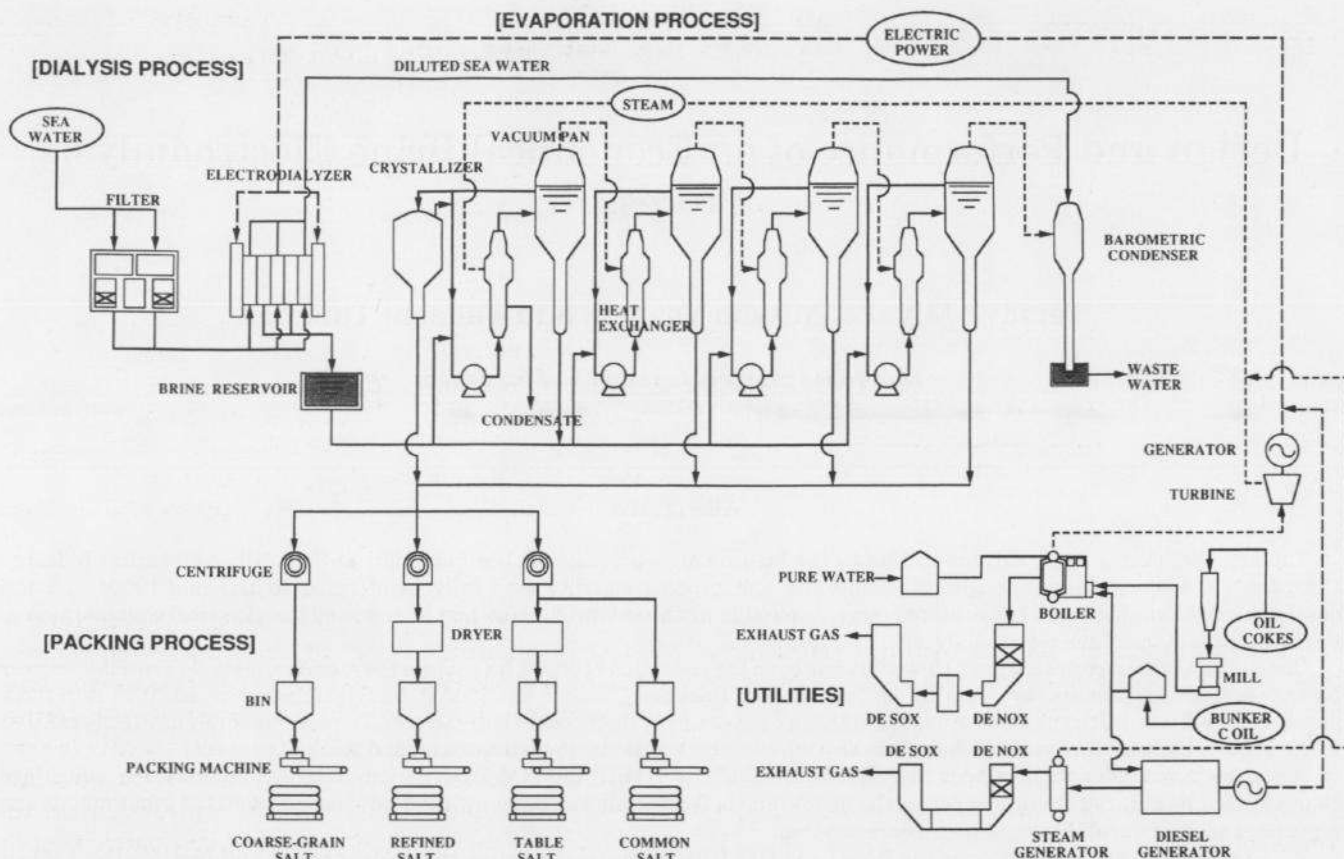 [EVAPORATION PROCESS]
ELECTRIC
POWER
[DIALYSIS PROCESS]
DILUTED SEA WATER
SEA
WATER
STEAM
VACUUM PAN
CRYSTALLIZER
ELECTRODIALYZER
FILTER
BAROMETRIC
CONDENSER
HEAT
EXCHANGER
BRINE RESERVOIR
WASTE
WATER
CONDENSATE
GENERATOR
TURBINE
CENTRIFUGE
PURE WATER
BOILER
OIL
COKES
EXHAUST GAS
DRYER
[PACKING PROCESS]
MILL
[UTILITIES]
BIN
DE SOX
DE NOX
BUNKER
C OIL
DE SOX
DE NOX
PACKING MACHINE
EXHAUST GAS
COARSE-GRAIN
SALT
REFINED
SALT
TABLE
SALT
COMMON
SALT
STEAM
GENERATOR
DIESEL
GENERATOR